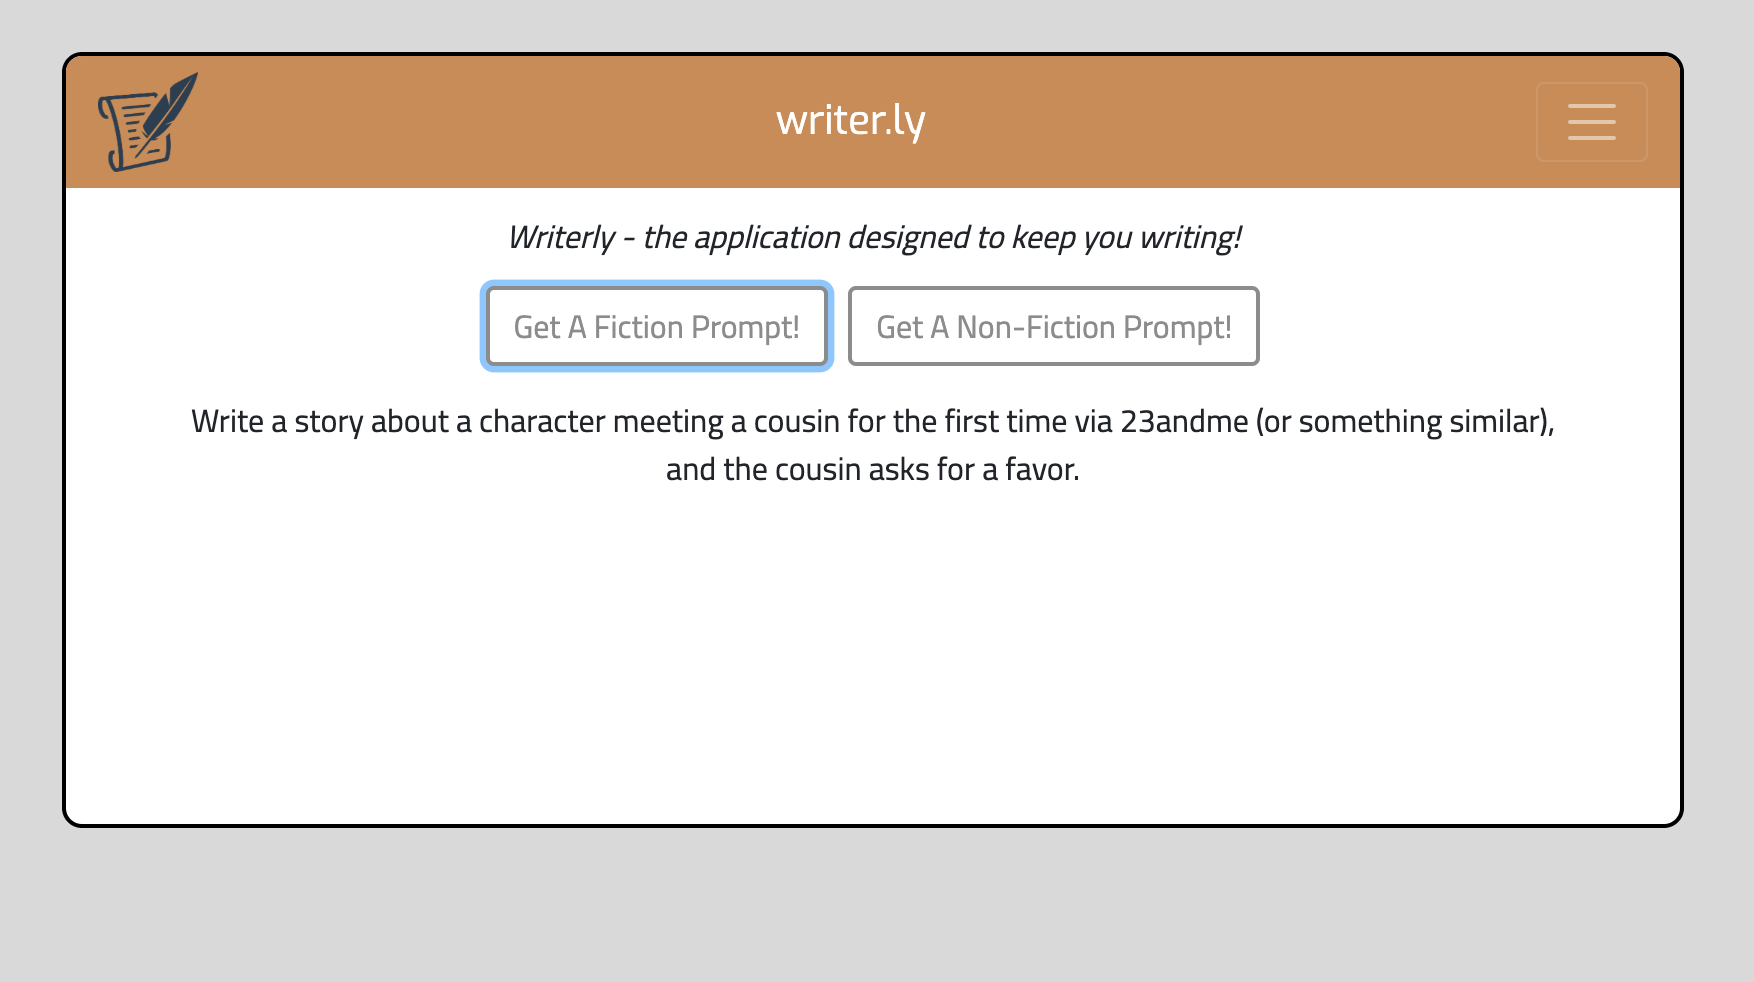 writer.ly
Writerly - the application designed to keep you writing!
Get A Fiction Prompt!
Get A Non-Fiction Prompt!
Write a story about a character meeting a cousin for the first time via 23andme (or something similar),
and the cousin asks for a favor.